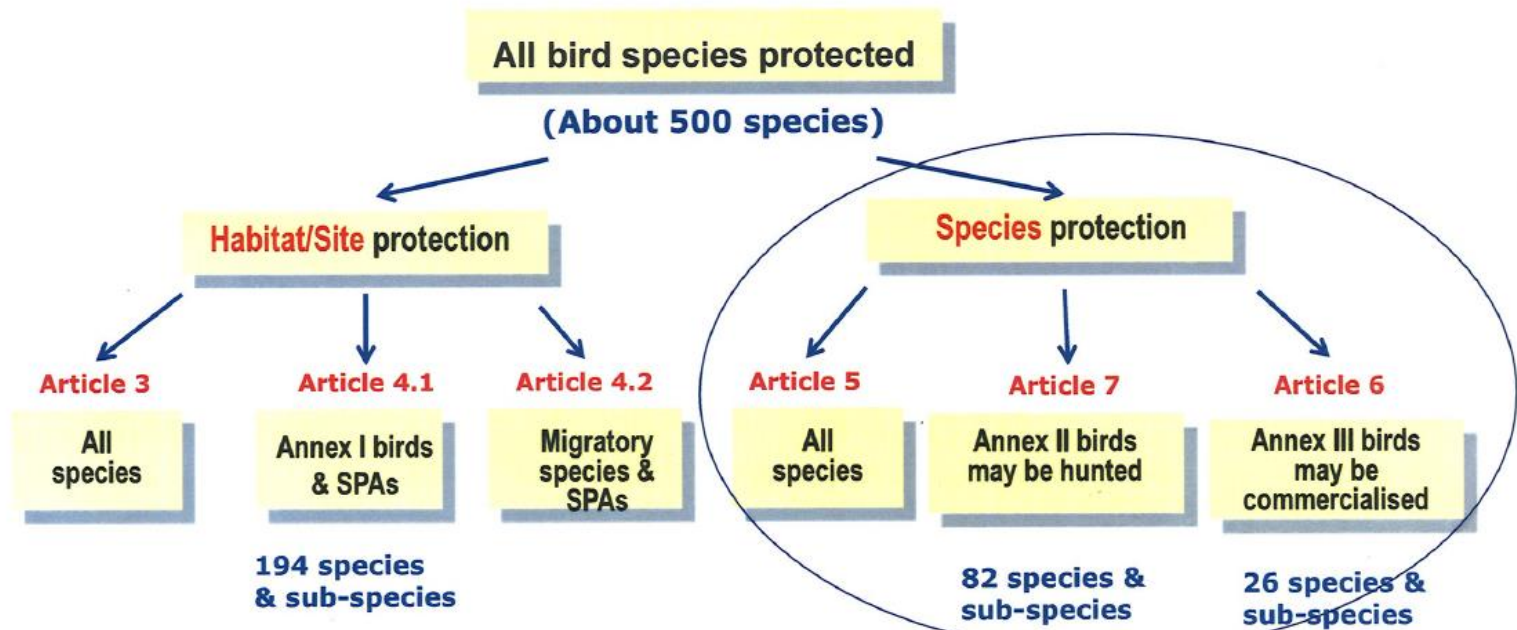 All bird species protected
(About 500 species)
Habitat/Site protection
Species protection
Article 3
All
species
Article 4.1
Annex I birds
& SPAs
194 species
& sub-species
Article 4.2
Migratory
species &
SPAs
Article 5
All
species
Article 7
Annex II birds
may be hunted
82 species &
sub-species
Article 6
Annex III birds
may be
commercialised
26 species &
sub-species